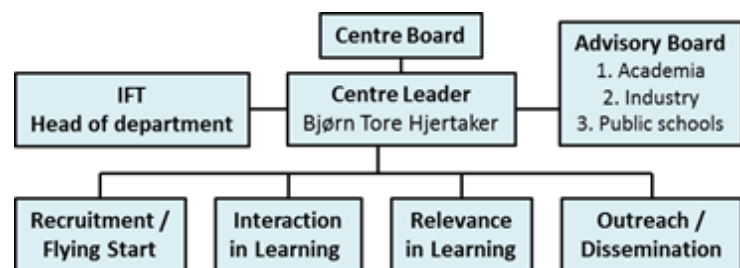 Centre Board
Advisory Board
1. Academia
2. Industry
3. Public schools
IFT
Head of department
Centre Leader
Bjørn Tore Hjertaker
Recruitment /
Flying Start
Interaction
in Learning
Relevance
in Learning
Outreach /
Dissemination